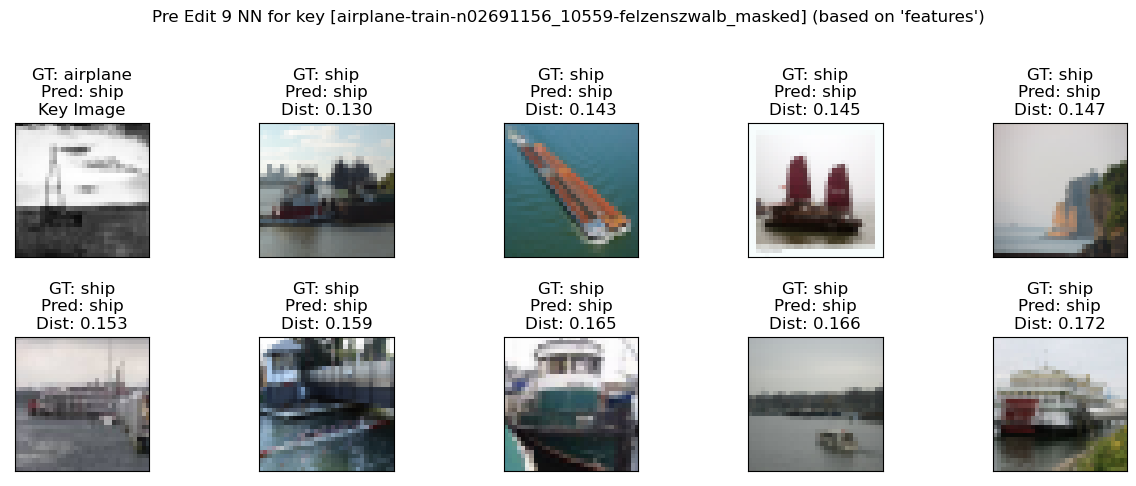 Pre Edit 9 NN for key [airplane-train-n02691156_10559-felzenszwalb_masked] (based on 'features')
GT: airplane
Pred: ship
Key Image
GT: ship
Pred: ship
Dist: 0.130
GT: ship
Pred: ship
Dist: 0.143
GT: ship
Pred: ship
Dist: 0.145
GT: ship
Pred: ship
Dist: 0.147
GT: ship
Pred: ship
Dist: 0.153
GT: ship
Pred: ship
Dist: 0.159
GT: ship
Pred: ship
Dist: 0.165
GT: ship
Pred: ship
Dist: 0.166
GT: ship
Pred: ship
Dist: 0.172